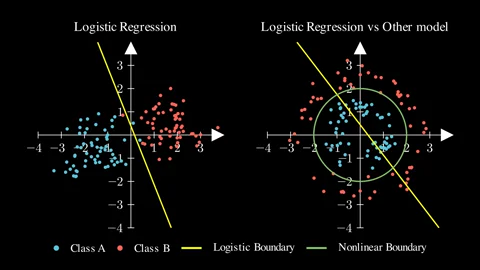 Logistic Regression
Logistic Regression vs Other model
3
2
1
−4 −3 −2 −1 1 2 3
−1
−2
−3
−4
3
2
1
−4 −3 −2 −1 1 2 3
−1
−2
−3
−4
Class A Class B Logistic Boundary Nonlinear Boundary